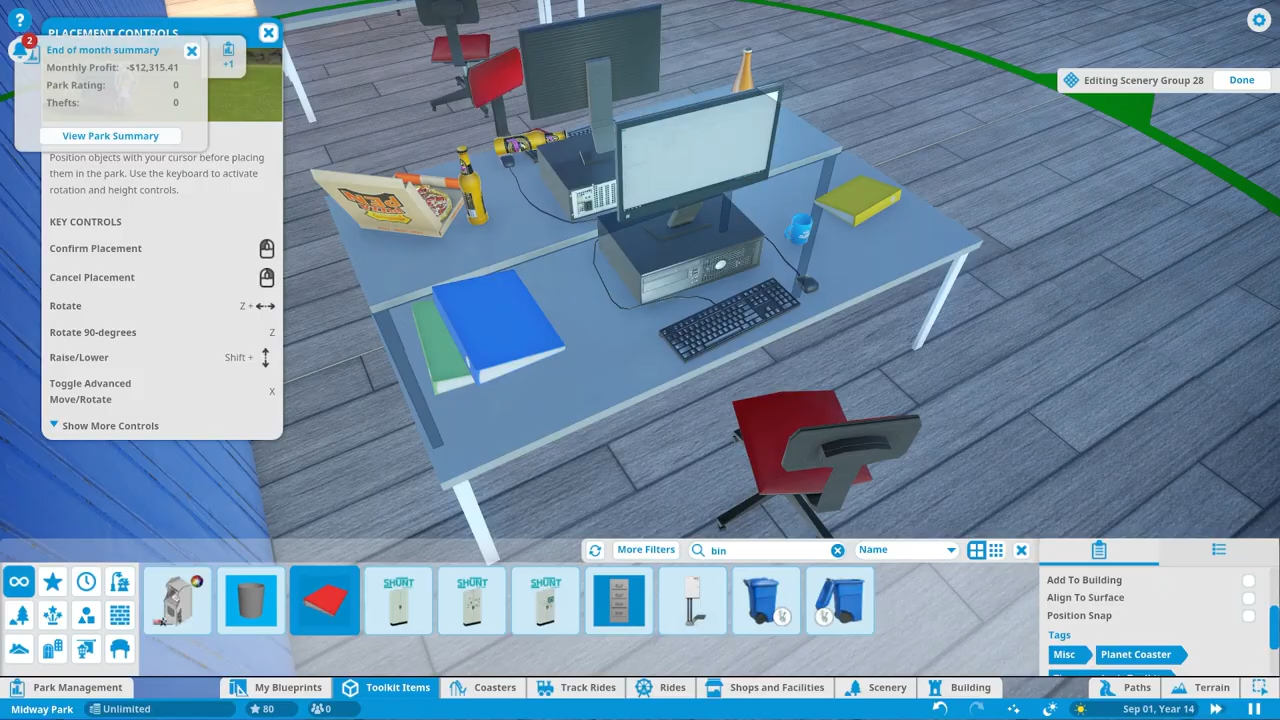 ?
PLACEMENT CONTROLS
2
End of month summary
+1
Monthly Profit: -$12,315.41
Park Rating: 0
Thefts: 0
View Park Summary
Position objects with your cursor before placing
them in the park. Use the keyboard to activate
rotation and height controls.
KEY CONTROLS
Confirm Placement
Cancel Placement
Rotate Z +
Rotate 90-degrees Z
Raise/Lower Shift +
Toggle Advanced
Move/Rotate X
Show More Controls
Editing Scenery Group 28
Done
More Filters
bin
Name
SHUNT
SHUNT
SHUNT
Add To Building
Align To Surface
Position Snap
Tags
Misc
Planet Coaster
Park Management
My Blueprints
Toolkit Items
Coasters
Track Rides
Rides
Shops and Facilities
Scenery
Building
Paths
Terrain
Midway Park
Unlimited
80
0
Sep 01, Year 14